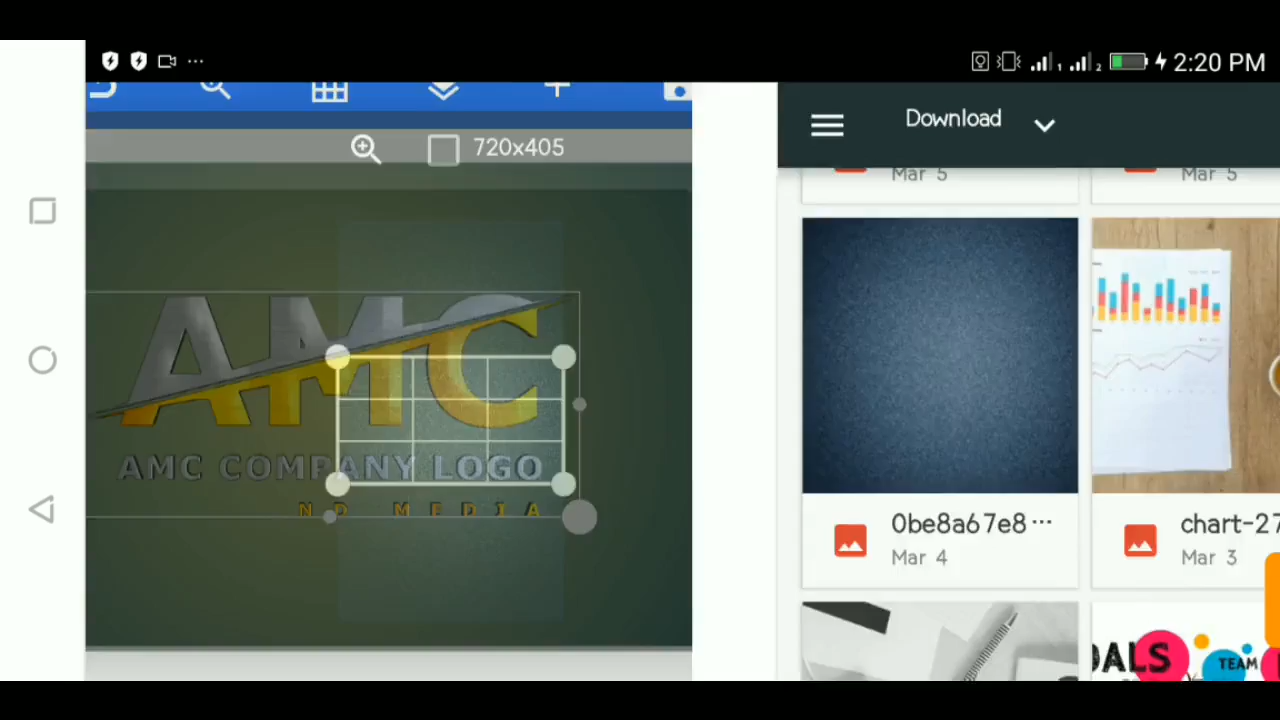 2:20 PM
720x405
AMC
AMC COMPANY LOGO
N D M E D I A
Download
Mar 5
Mar 5
0be8a67e8...
Mar 4
chart-27
Mar 3
OALS
TEAM